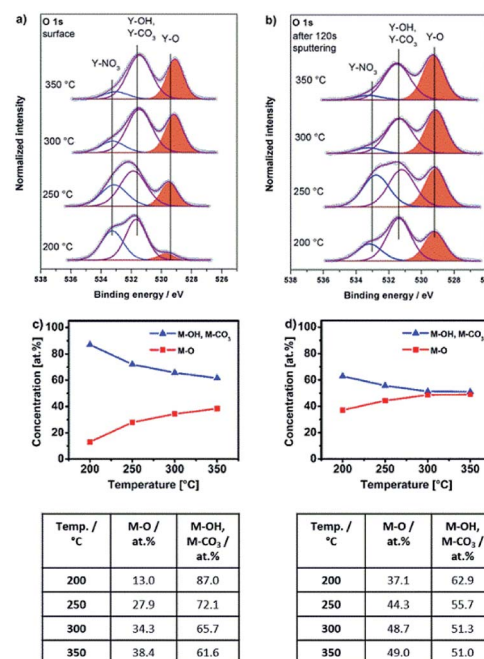 a)
O 1s
surface
Y-OH,
Y-CO₃
Y-O
Y-NO₃
350 °C
300 °C
250 °C
200 °C
Normalized intensity
538 536 534 532 530 528 526
Binding energy / eV
b)
O 1s
after 120s
sputtering
Y-OH,
Y-CO₃
Y-O
Y-NO₃
350 °C
300 °C
250 °C
200 °C
Normalized intensity
538 536 534 532 530 528
Binding energy / eV
c)
100
80
60
40
20
0
Concentration [at.%]
M-OH, M-CO₃
M-O
200 250 300 350
Temperature [°C]
d)
100
80
60
40
20
0
Concentration [at.%]
M-OH, M-CO₃
M-O
200 250 300 350
Temperature [°C]
Temp. / °C M-O / at.% M-OH, M-CO₃ / at.%
200 13.0 87.0
250 27.9 72.1
300 34.3 65.7
350 38.4 61.6
Temp. / °C M-O / at.% M-OH, M-CO₃ / at.%
200 37.1 62.9
250 44.3 55.7
300 48.7 51.3
350 49.0 51.0